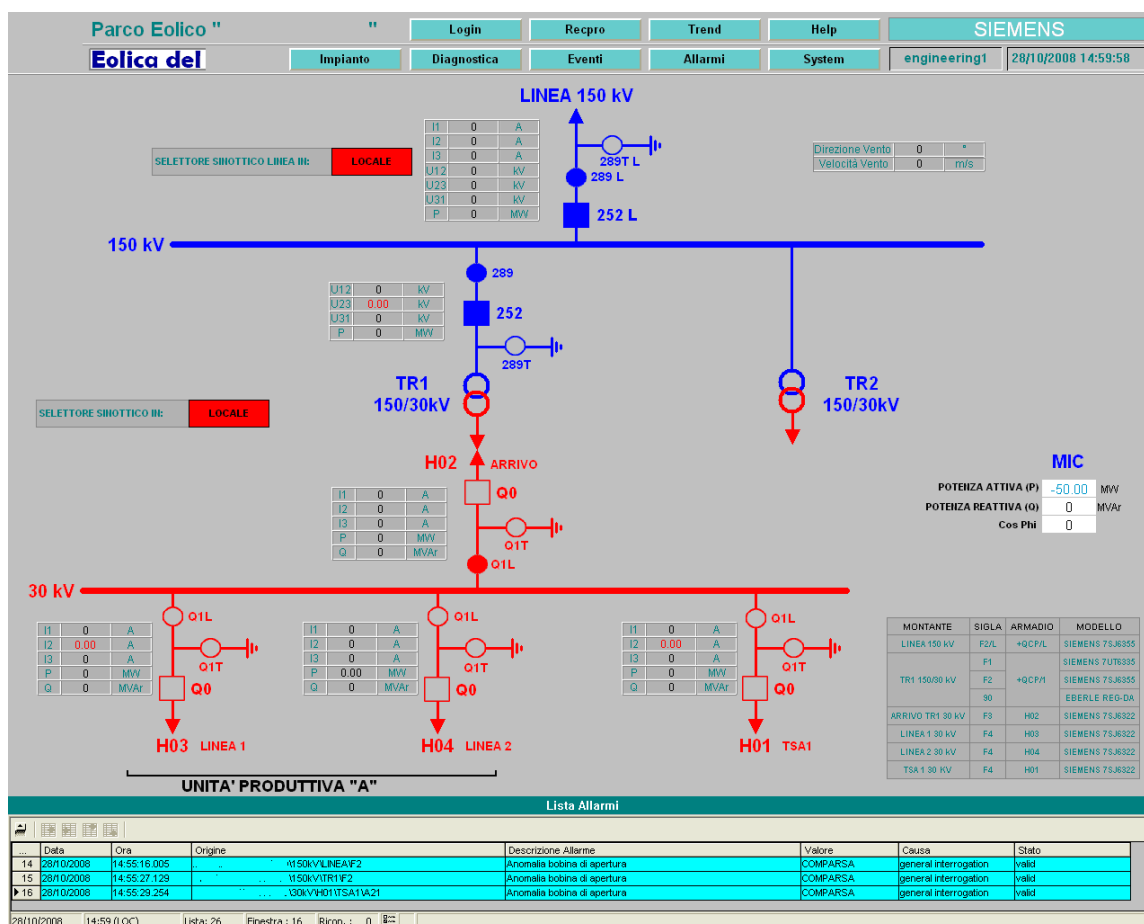 Parco Eolico " "
Login Recpro Trend Help SIEMENS
Eolica del Impianto Diagnostica Eventi Allarmi System engineering1 28/10/2008 14:59:58
LINEA 150 kV
I1 0 A
I2 0 A
I3 0 A
U12 0 kV
U23 0 kV
U31 0 kV
P 0 MW
289T L
289 L
252 L
SELETTORE SINOTTICO LINEA IN: LOCALE
Direzione Vento 0 °
Velocità Vento 0 m/s
150 kV
289
U12 0 kV
U23 0.00 kV
U31 0 kV
P 0 MW
252
289T
TR1
150/30kV
TR2
150/30kV
SELETTORE SINOTTICO IN: LOCALE
H02 ARRIVO
I1 0 A
I2 0 A
I3 0 A
P 0 MW
Q 0 MVAr
Q0
Q1T
Q1L
MIC
POTENZA ATTIVA (P) -50.00 MW
POTENZA REATTIVA (Q) 0 MVAr
Cos Phi 0
30 kV
I1 0 A
I2 0.00 A
I3 0 A
P 0 MW
Q 0 MVAr
Q1L
Q1T
Q0
H03 LINEA 1
I1 0 A
I2 0 A
I3 0 A
P 0.00 MW
Q 0 MVAr
Q1L
Q1T
Q0
H04 LINEA 2
I1 0 A
I2 0.00 A
I3 0 A
P 0 MW
Q 0 MVAr
Q1L
Q1T
Q0
H01 TSA1
UNITA' PRODUTTIVA "A"
MONTANTE SIGLA ARMADIO MODELLO
LINEA 150 kV F2/L +QCP/L SIEMENS 7SJ6355
F1 SIEMENS 7UT6335
TR1 150/30 kV F2 +QCP/1 SIEMENS 7SJ6355
90 EBERLE REG-DA
ARRIVO TR1 30 kV F3 H02 SIEMENS 7SJ6322
LINEA 1 30 kV F4 H03 SIEMENS 7SJ6322
LINEA 2 30 kV F4 H04 SIEMENS 7SJ6322
TSA 1 30 KV F4 H01 SIEMENS 7SJ6322
Lista Allarmi
... Data Ora Origine Descrizione Allarme Valore Causa Stato
14 28/10/2008 14:55:16.005 \150kV\LINEA\F2 Anomalia bobina di apertura COMPARSA general interrogation valid
15 28/10/2008 14:55:27.129 \150kV\TR1\F2 Anomalia bobina di apertura COMPARSA general interrogation valid
16 28/10/2008 14:55:29.254 \30kV\H01\TSA1\A21 Anomalia bobina di apertura COMPARSA general interrogation valid
28/10/2008 14:59 (LOC) Lista: 26 Finestra : 16 Ricon. : 0